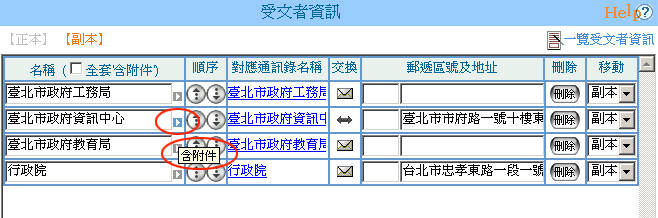 受文者資訊
Help?
【正本】 【副本】 一覽受文者資訊
名稱 (全套'含附件') 順序 對應通訊錄名稱 交換 郵遞區號及地址 刪除 移動
臺北市政府工務局 臺北市政府工務局 刪除 副本
臺北市政府資訊中心 臺北市政府資訊中 臺北市市府路一號十樓東 刪除 副本
臺北市政府教育局 臺北市政府教育局 刪除 副本
含附件
行政院 行政院 台北市忠孝東路一段一號 刪除 副本